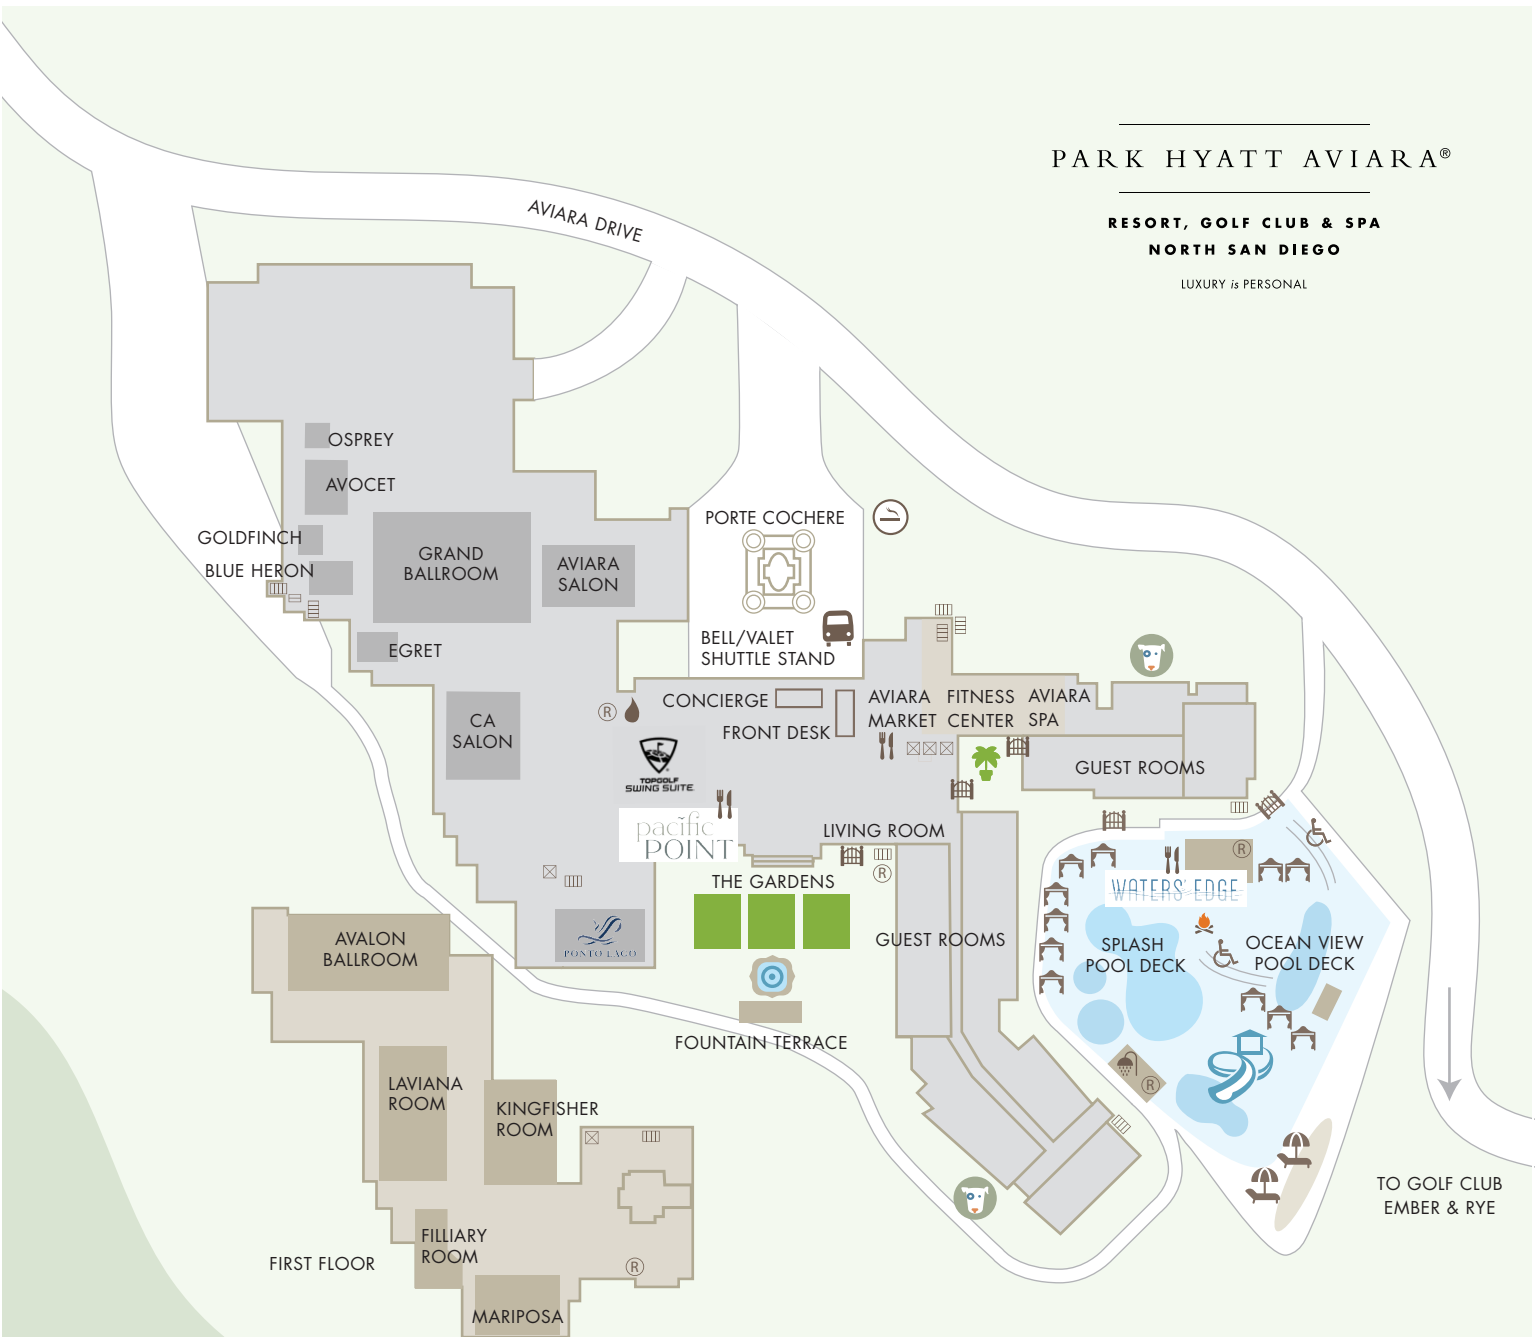 PARK HYATT AVIARA®
RESORT, GOLF CLUB & SPA
NORTH SAN DIEGO
LUXURY is PERSONAL
AVIARA DRIVE
OSPREY
AVOCET
GOLDFINCH
BLUE HERON
GRAND
BALLROOM
AVIARA
SALON
EGRET
CA
SALON
PORTE COCHERE
BELL/VALET
SHUTTLE STAND
CONCIERGE
FRONT DESK
AVIARA
MARKET
FITNESS
CENTER
AVIARA
SPA
R
TOPGOLF
SWING SUITE
pacific
POINT
LIVING ROOM
R
GUEST ROOMS
THE GARDENS
PONTO LAGO
GUEST ROOMS
FOUNTAIN TERRACE
R
WATERS' EDGE
SPLASH
POOL DECK
OCEAN VIEW
POOL DECK
R
TO GOLF CLUB
EMBER & RYE
AVALON
BALLROOM
LAVIANA
ROOM
KINGFISHER
ROOM
FILLIARY
ROOM
FIRST FLOOR
R
MARIPOSA